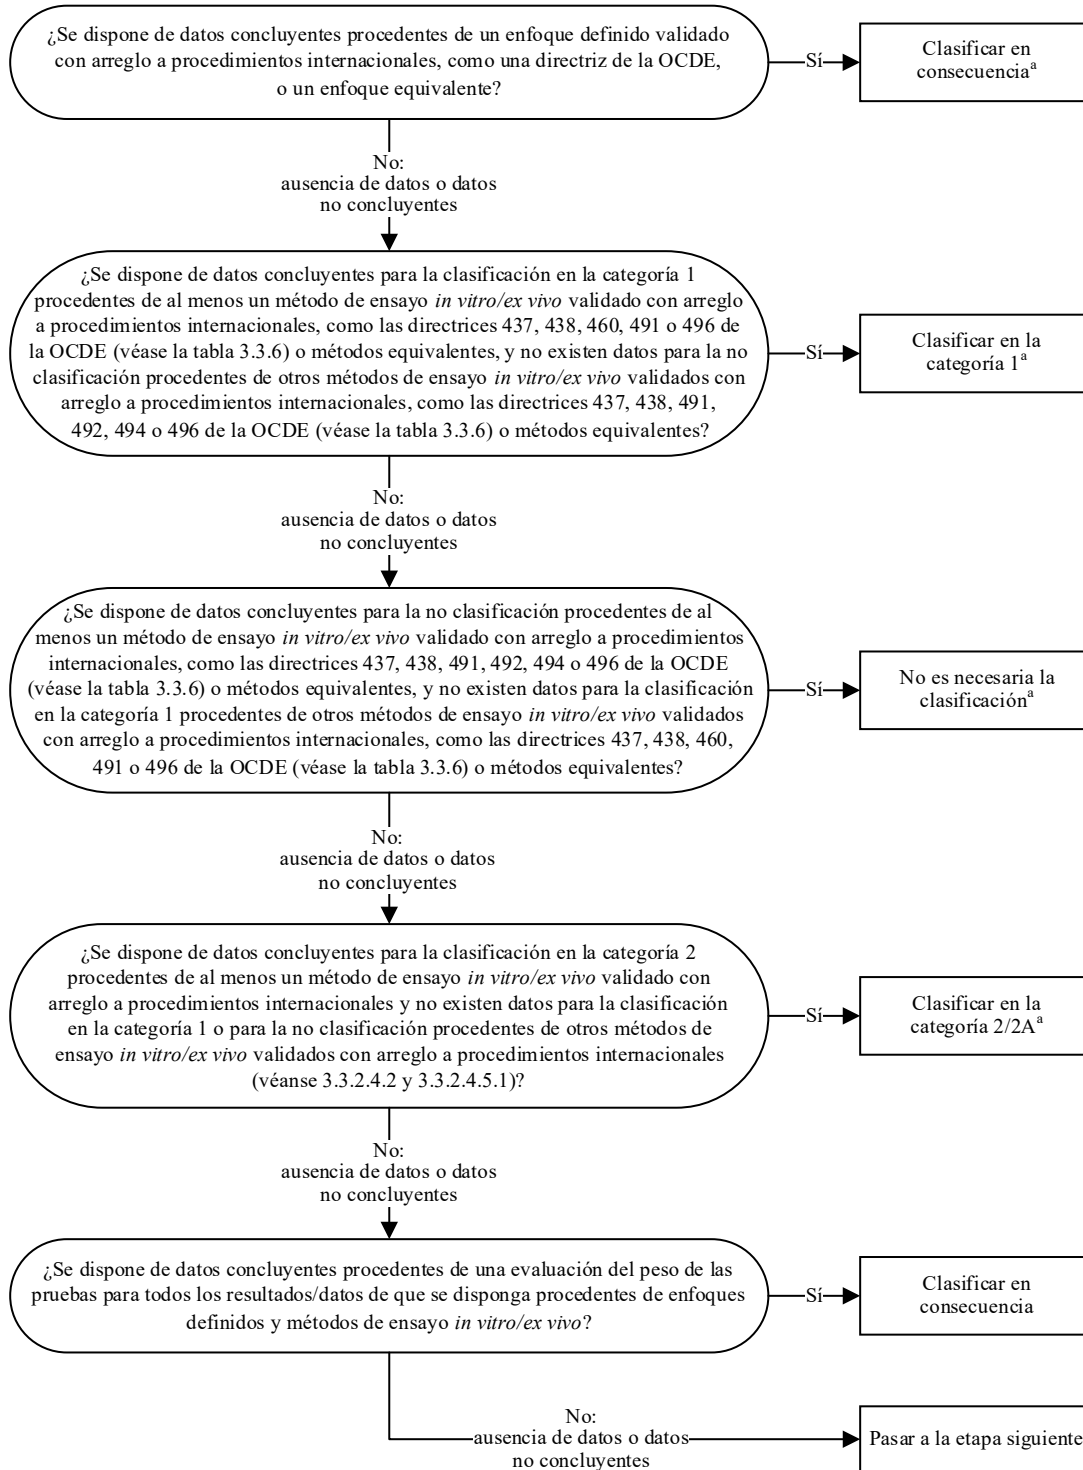 ¿Se dispone de datos concluyentes procedentes de un enfoque definido validado
con arreglo a procedimientos internacionales, como una directriz de la OCDE,
o un enfoque equivalente?
Sí
Clasificar en
consecuenciaᵃ
No:
ausencia de datos o datos
no concluyentes
¿Se dispone de datos concluyentes para la clasificación en la categoría 1
procedentes de al menos un método de ensayo in vitro/ex vivo validado con arreglo
a procedimientos internacionales, como las directrices 437, 438, 460, 491 o 496 de
la OCDE (véase la tabla 3.3.6) o métodos equivalentes, y no existen datos para la no
clasificación procedentes de otros métodos de ensayo in vitro/ex vivo validados con
arreglo a procedimientos internacionales, como las directrices 437, 438, 491,
492, 494 o 496 de la OCDE (véase la tabla 3.3.6) o métodos equivalentes?
Sí
Clasificar en la
categoría 1ᵃ
No:
ausencia de datos o datos
no concluyentes
¿Se dispone de datos concluyentes para la no clasificación procedentes de al
menos un método de ensayo in vitro/ex vivo validado con arreglo a procedimientos
internacionales, como las directrices 437, 438, 491, 492, 494 o 496 de la OCDE
(véase la tabla 3.3.6) o métodos equivalentes, y no existen datos para la clasificación
en la categoría 1 procedentes de otros métodos de ensayo in vitro/ex vivo validados
con arreglo a procedimientos internacionales, como las directrices 437, 438, 460,
491 o 496 de la OCDE (véase la tabla 3.3.6) o métodos equivalentes?
Sí
No es necesaria la
clasificaciónᵃ
No:
ausencia de datos o datos
no concluyentes
¿Se dispone de datos concluyentes para la clasificación en la categoría 2
procedentes de al menos un método de ensayo in vitro/ex vivo validado con
arreglo a procedimientos internacionales y no existen datos para la clasificación
en la categoría 1 o para la no clasificación procedentes de otros métodos de
ensayo in vitro/ex vivo validados con arreglo a procedimientos internacionales
(véanse 3.3.2.4.2 y 3.3.2.4.5.1)?
Sí
Clasificar en la
categoría 2/2Aᵃ
No:
ausencia de datos o datos
no concluyentes
¿Se dispone de datos concluyentes procedentes de una evaluación del peso de las
pruebas para todos los resultados/datos de que se disponga procedentes de enfoques
definidos y métodos de ensayo in vitro/ex vivo?
Sí
Clasificar en
consecuencia
No:
ausencia de datos o datos
no concluyentes
Pasar a la etapa siguiente